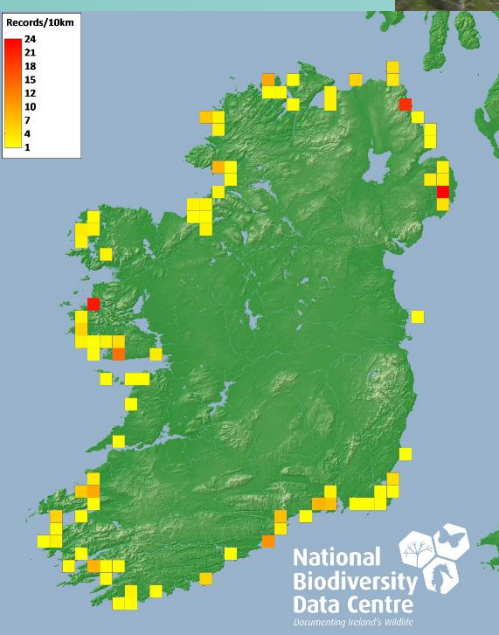 Records/10km
24
21
18
15
12
10
7
4
1
National
Biodiversity
Data Centre
Documenting Ireland's Wildlife